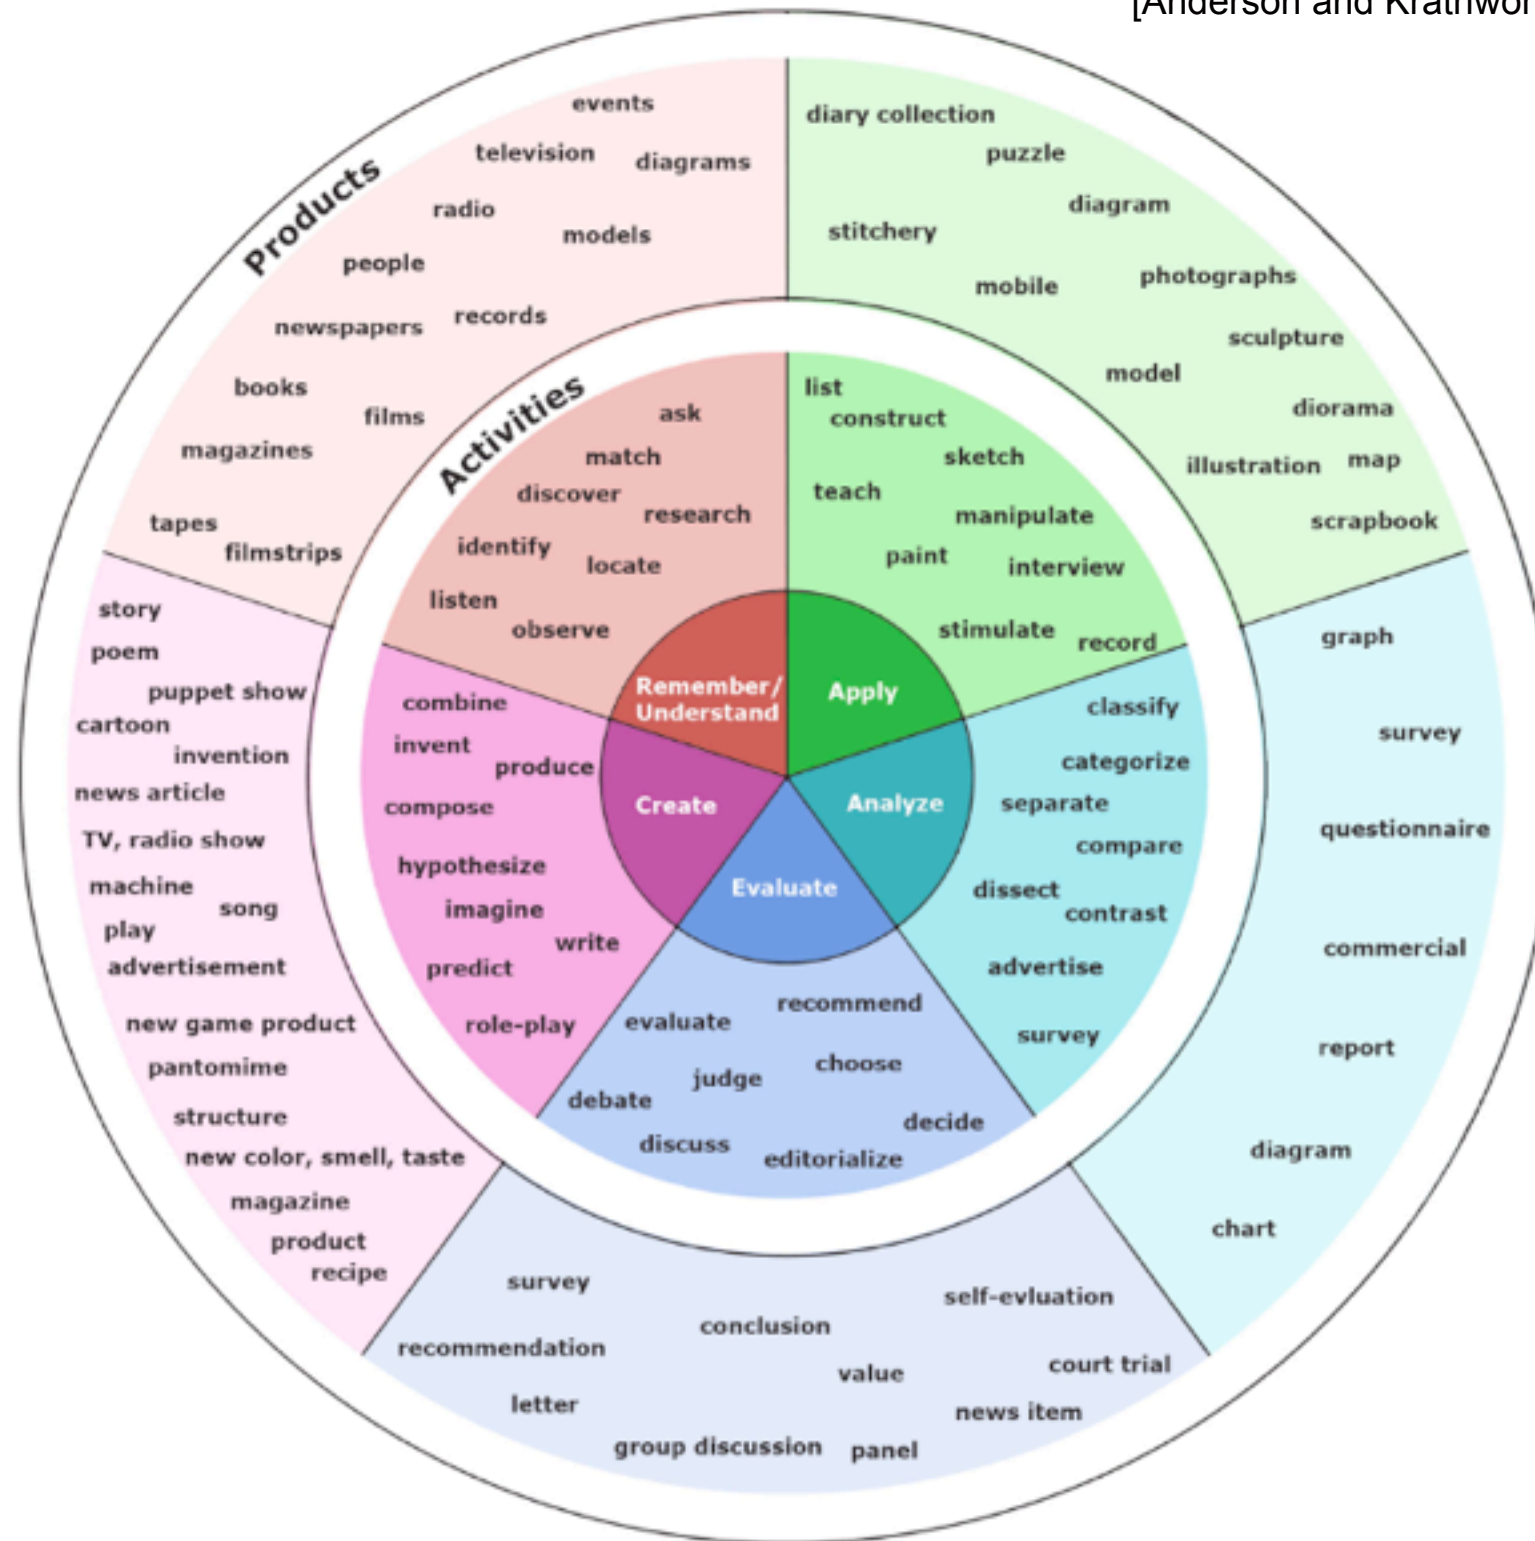 [Anderson and Krathwo
Products
events
television
diagrams
radio
models
people
newspapers
records
books
films
magazines
tapes
filmstrips
diary collection
puzzle
diagram
stitchery
mobile
photographs
sculpture
model
diorama
illustration
map
scrapbook
Activities
ask
match
discover
research
identify
locate
listen
observe
list
construct
sketch
teach
manipulate
paint
interview
stimulate
record
Remember/
Understand
Apply
Analyze
Evaluate
Create
classify
categorize
separate
compare
dissect
contrast
advertise
survey
recommend
evaluate
choose
judge
debate
decide
discuss
editorialize
combine
invent
produce
compose
hypothesize
imagine
write
predict
role-play
graph
survey
questionnaire
commercial
report
diagram
chart
survey
self-evluation
conclusion
recommendation
value
court trial
letter
news item
group discussion
panel
story
poem
puppet show
cartoon
invention
news article
TV, radio show
machine
song
play
advertisement
new game product
pantomime
structure
new color, smell, taste
magazine
product
recipe